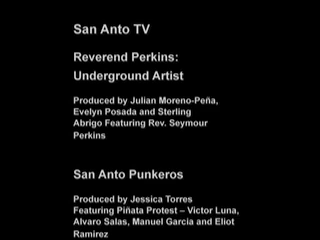 San Anto TV
Reverend Perkins:
Underground Artist
Produced by Julian Moreno-Peña,
Evelyn Posada and Sterling
Abrigo Featuring Rev. Seymour
Perkins
San Anto Punkeros
Produced by Jessica Torres
Featuring Piñata Protest – Victor Luna,
Alvaro Salas, Manuel Garcia and Eliot
Ramirez